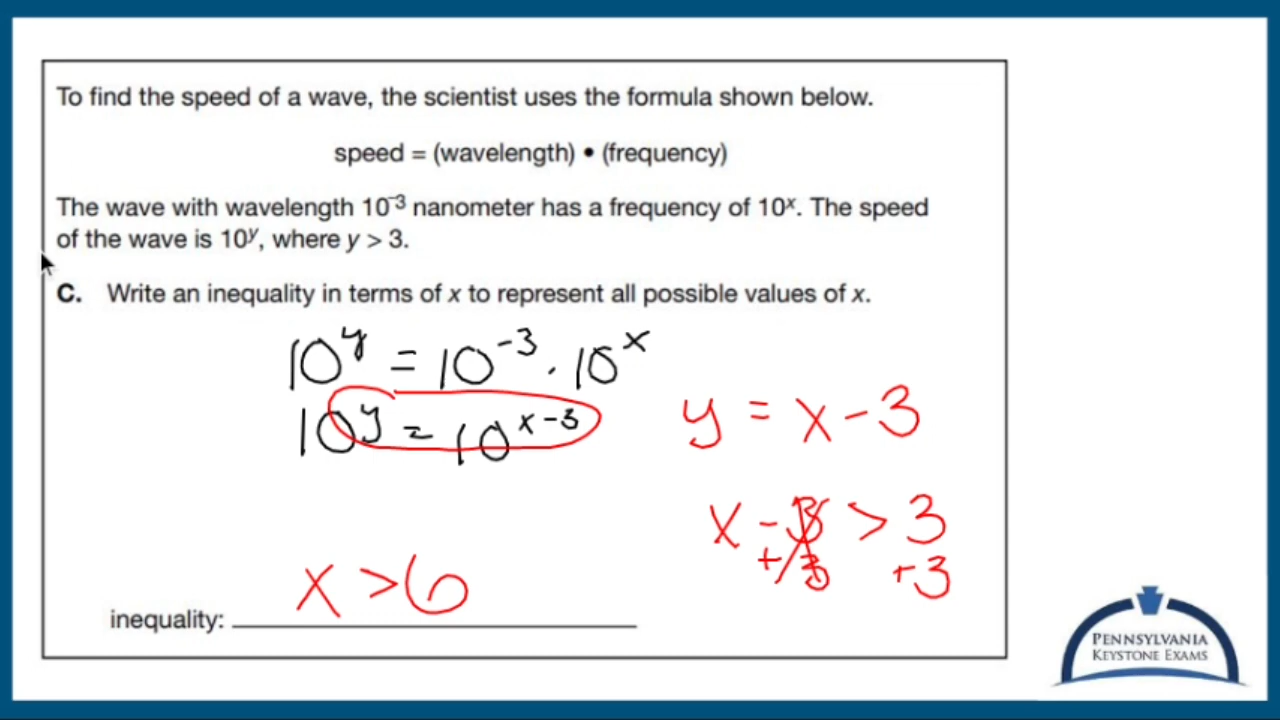 To find the speed of a wave, the scientist uses the formula shown below.
speed = (wavelength) • (frequency)
The wave with wavelength 10⁻³ nanometer has a frequency of 10ˣ. The speed
of the wave is 10ʸ, where y > 3.
C. Write an inequality in terms of x to represent all possible values of x.
10ʸ = 10⁻³ · 10ˣ
10ʸ = 10ˣ⁻³
y = x - 3
x - 3 > 3
+ 3 + 3
x > 6
inequality:
PENNSYLVANIA
KEYSTONE EXAMS